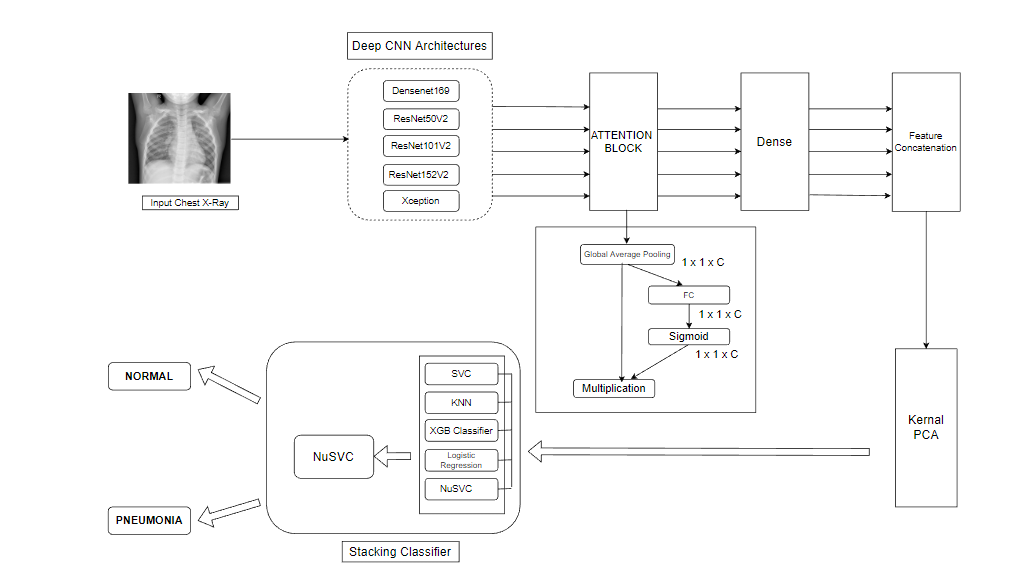 Deep CNN Architectures
Densenet169
ResNet50V2
ResNet101V2
ResNet152V2
Xception
Input Chest X-Ray
ATTENTION
BLOCK
Dense
Feature
Concatenation
Global Average Pooling
1 x 1 x C
FC
1 x 1 x C
Sigmoid
1 x 1 x C
Multiplication
Kernal
PCA
SVC
KNN
XGB Classifier
Logistic
Regression
NuSVC
NuSVC
Stacking Classifier
NORMAL
PNEUMONIA